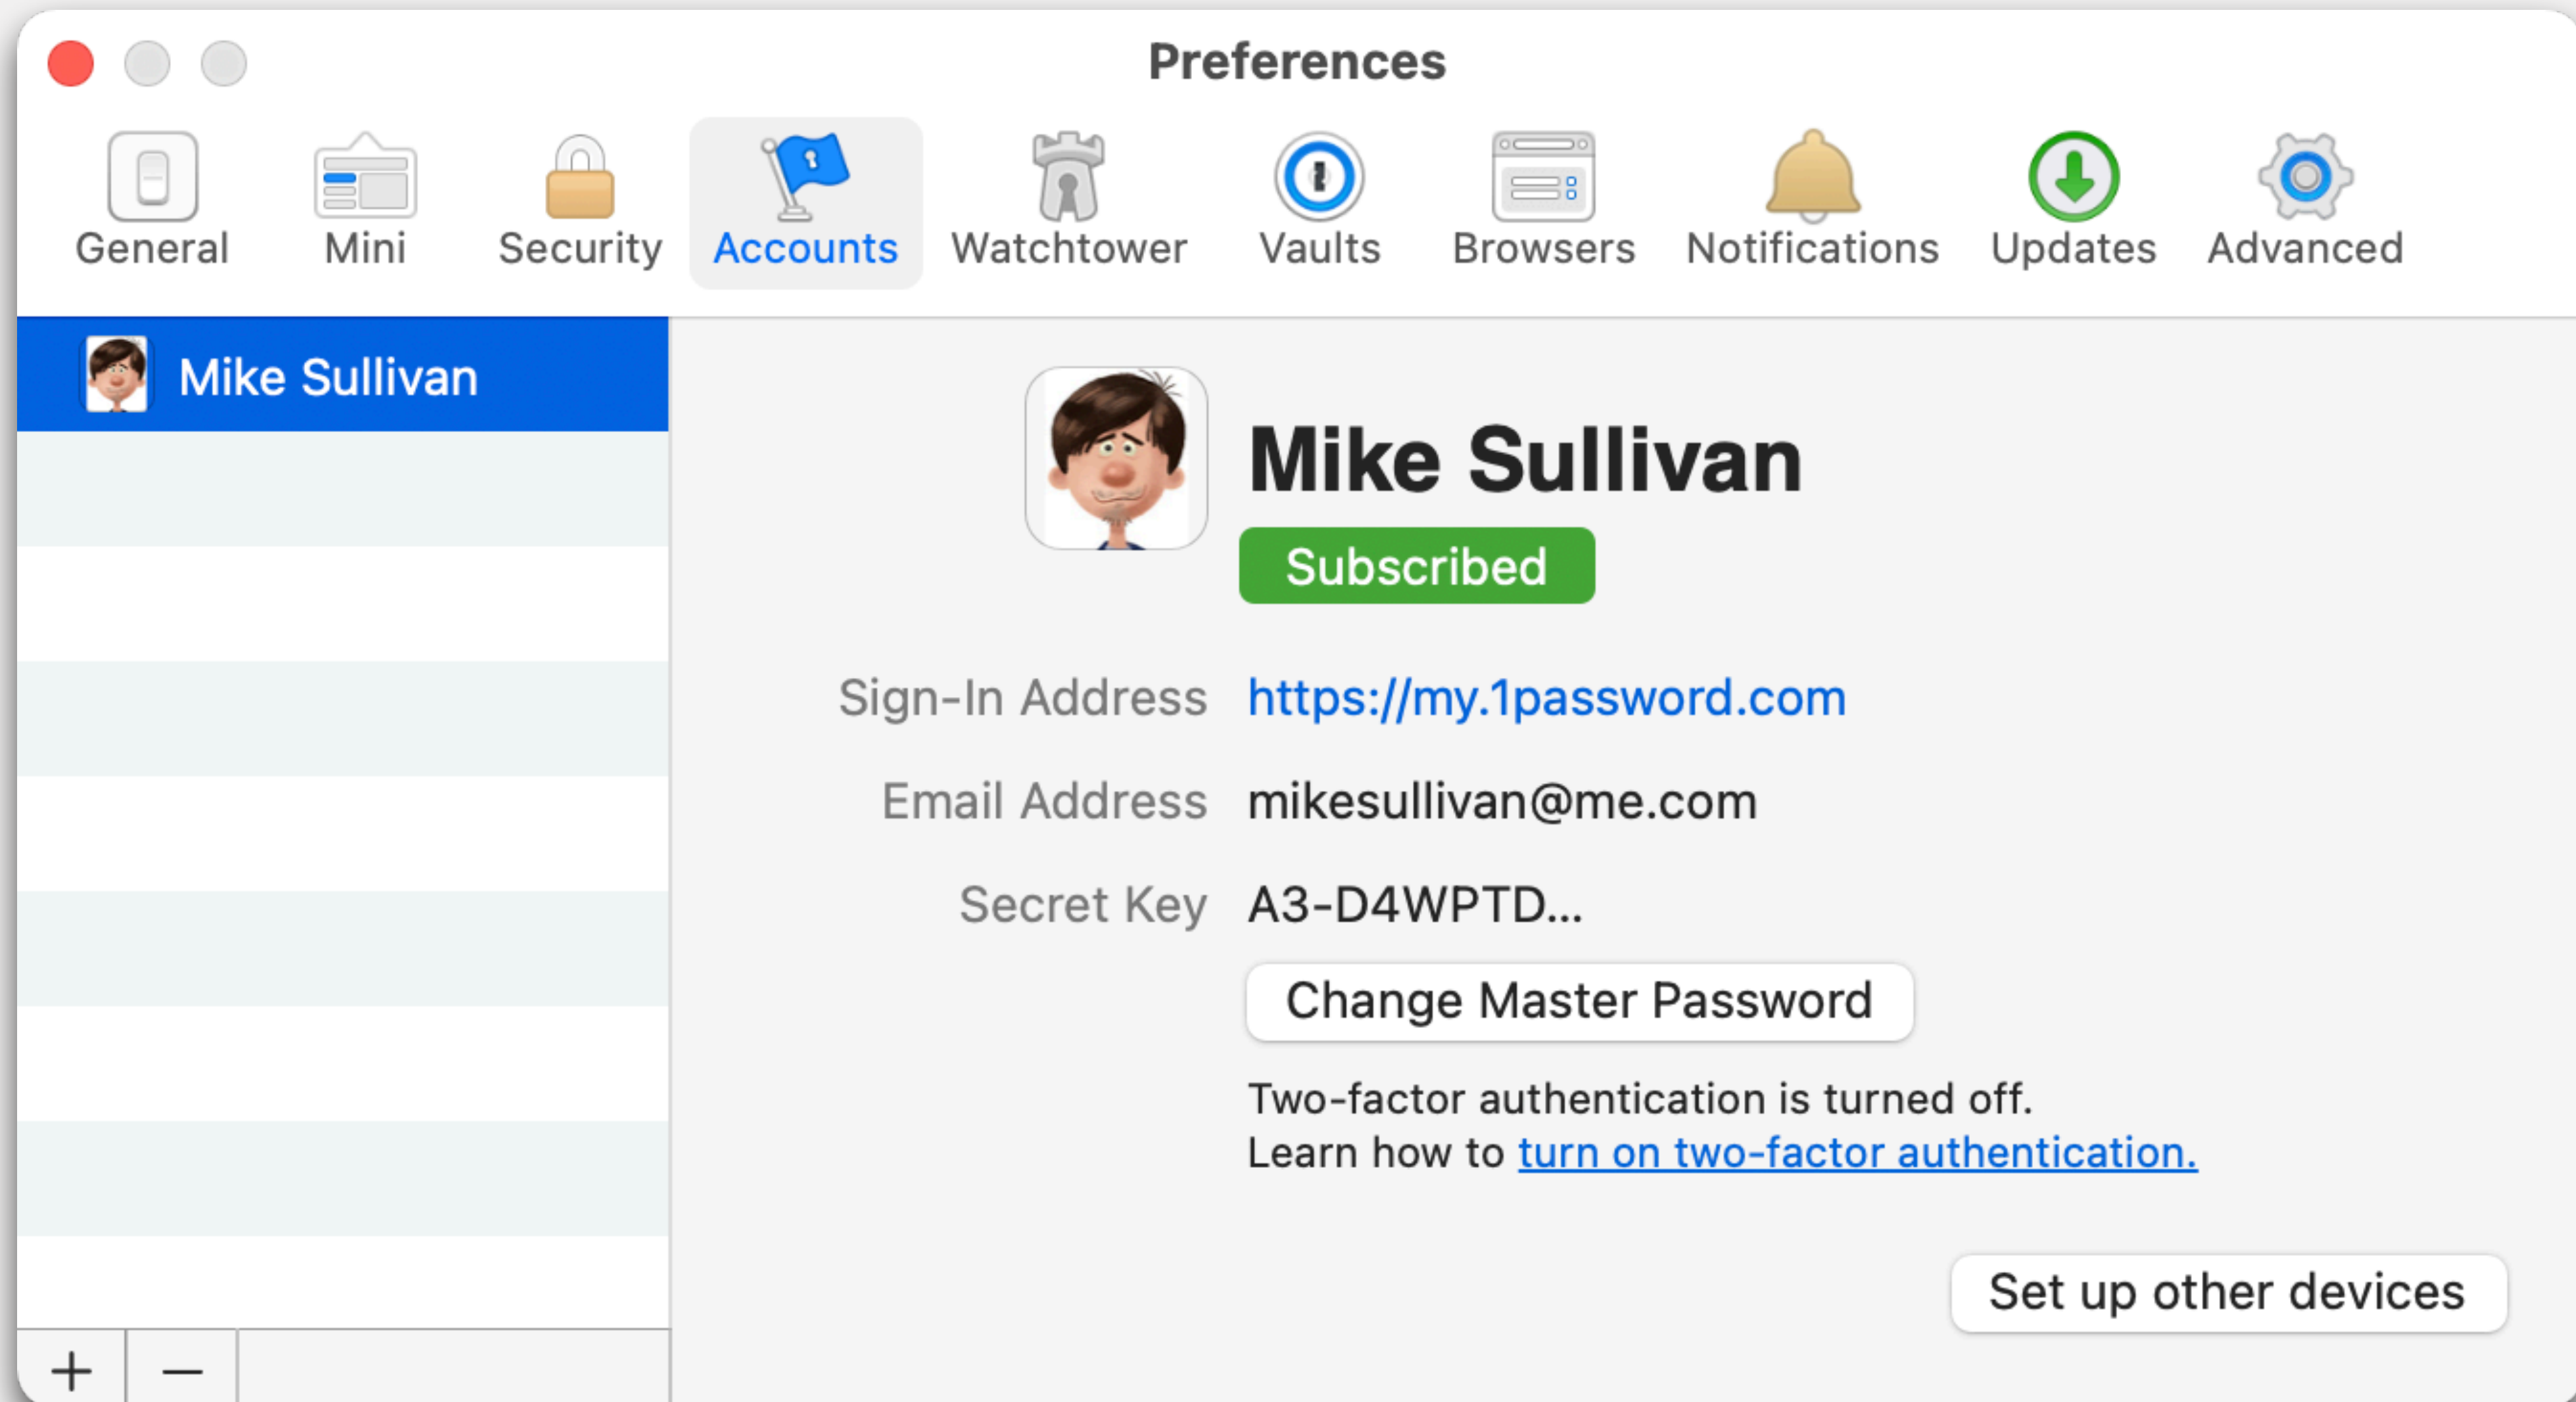 Preferences
General
Mini
Security
Accounts
Watchtower
Vaults
Browsers
Notifications
Updates
Advanced
Mike Sullivan
Mike Sullivan
Subscribed
Sign-In Address https://my.1password.com
Email Address mikesullivan@me.com
Secret Key A3-D4WPTD...
Change Master Password
Two-factor authentication is turned off.
Learn how to turn on two-factor authentication.
Set up other devices